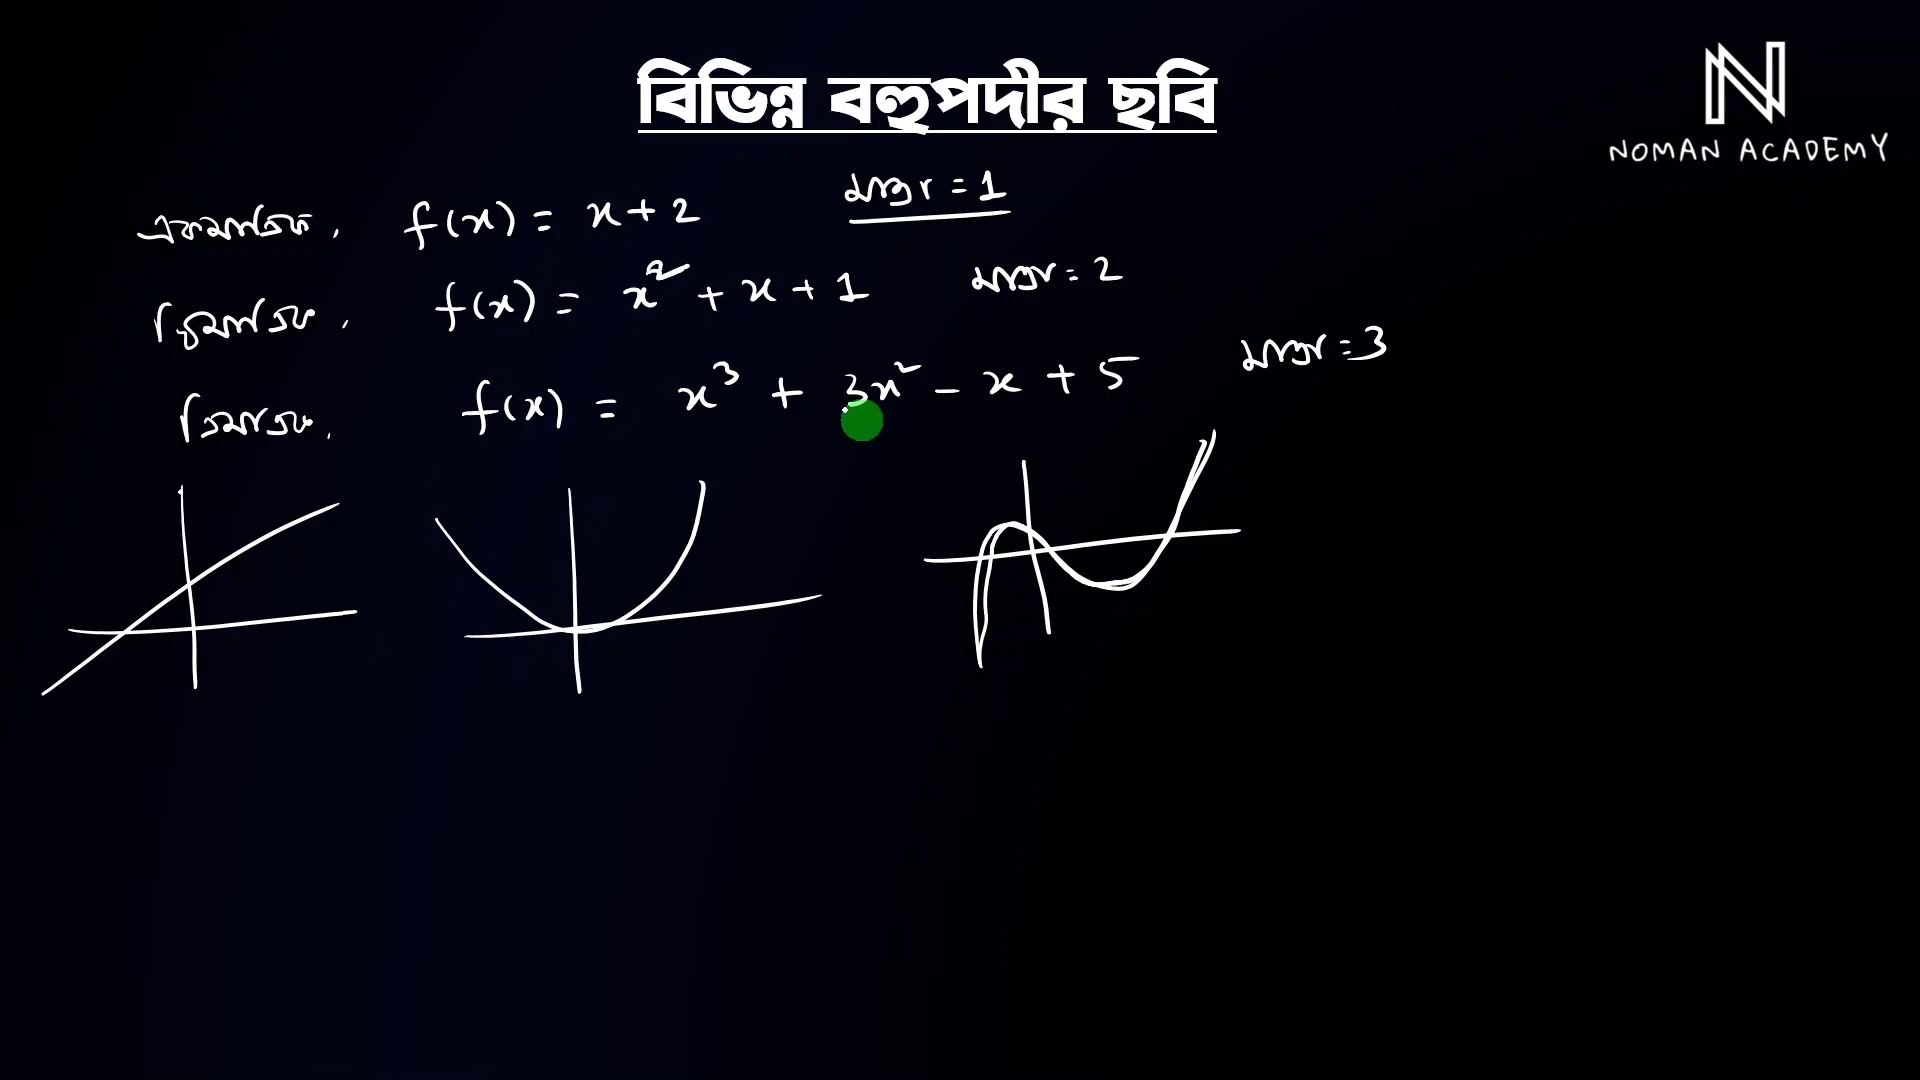 বিভিন্ন বহুপদীর ছবি
NOMAN ACADEMY
একমাত্রিক, f(x) = x + 2 মাত্রা = 1
দ্বিমাত্রিক, f(x) = x² + x + 1 মাত্রা = 2
ত্রিমাত্রিক, f(x) = x³ + 3x² - x + 5 মাত্রা = 3